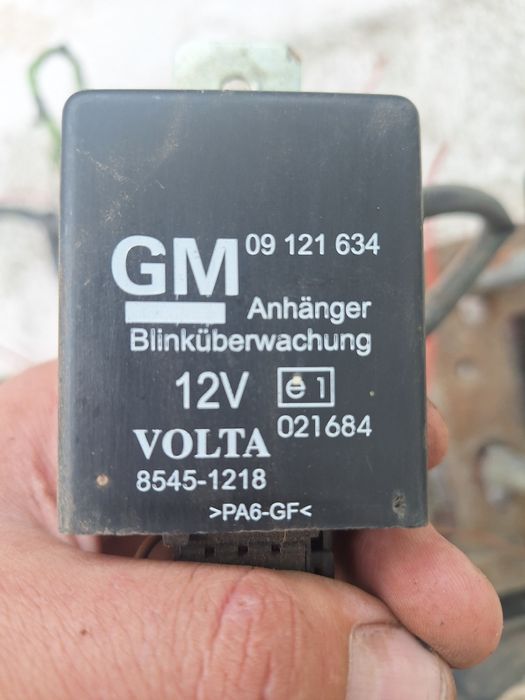 GM 09 121 634
Anhänger
Blinküberwachung
12V e 1
021684
VOLTA
8545-1218
>PA6-GF<